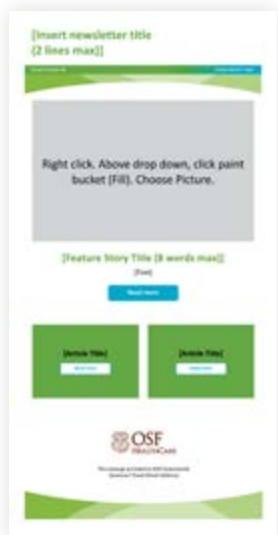 [Insert newsletter title
(2 lines max)]
Right click. Above drop down, click paint
bucket (Fill). Choose Picture.
[Feature Story Title (8 words max)]
[Text]
Read more
[Article Title]
[Article Title]
OSF
HEALTHCARE